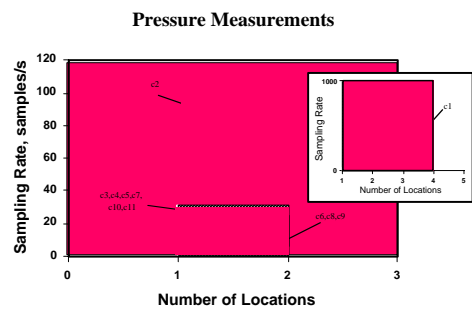 Pressure Measurements
Sampling Rate, samples/s
120
100
80
60
40
20
0
0
1
2
3
Number of Locations
c2
c3,c4,c5,c7,
c10,c11
c6,c8,c9
Sampling Rate
1000
0
1
2
3
4
5
Number of Locations
c1